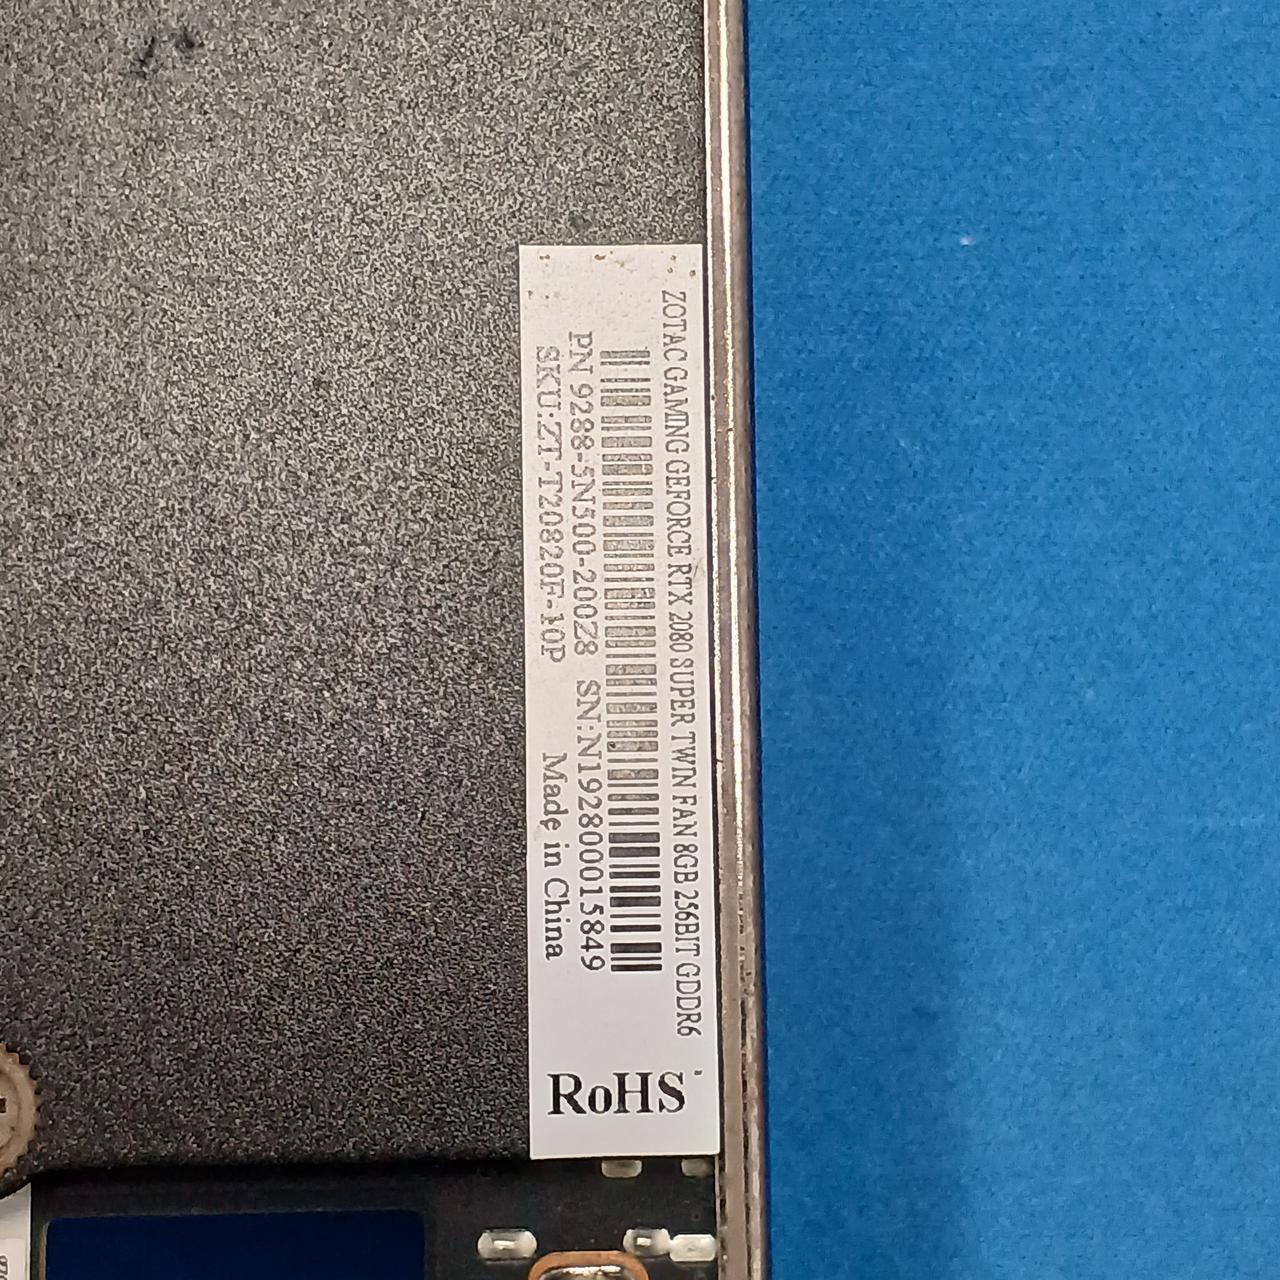 ZOTAC GAMING GEFORCE RTX 2080 SUPER TWIN FAN 8GB 256BIT GDDR6
PN 9288-5N500-200Z8 SN:N192800015849
SKU:ZT-T20820F-10P Made in China
RoHS